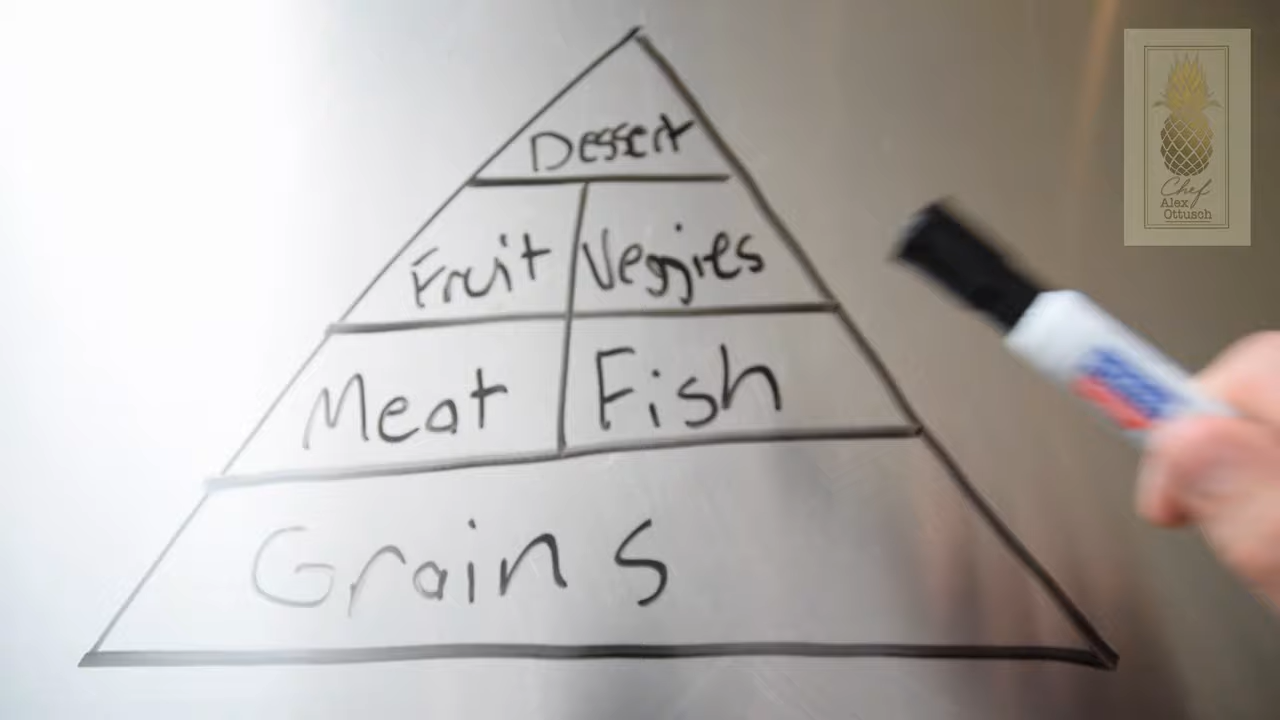 Dessert
Fruit Veggies
Meat Fish
Grains
Chef
Alex
Ottusch